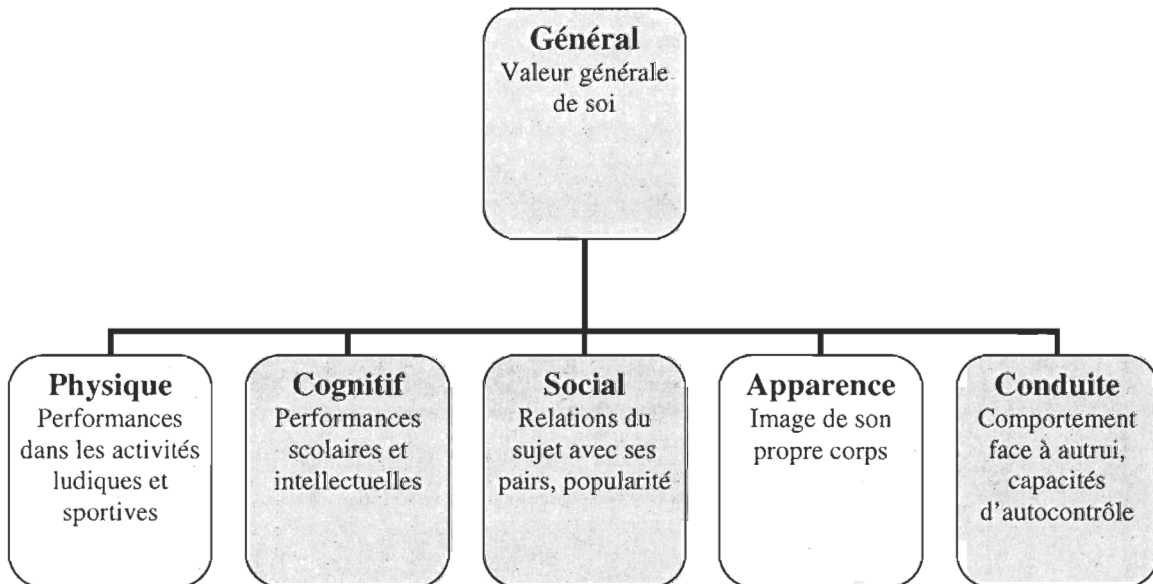 Général
Valeur générale
de soi
Physique
Performances
dans les activités
ludiques et
sportives
Cognitif
Performances
scolaires et
intellectuelles
Social
Relations du
sujet avec ses
pairs, popularité
Apparence
Image de son
propre corps
Conduite
Comportement
face à autrui,
capacités
d'autocontrôle